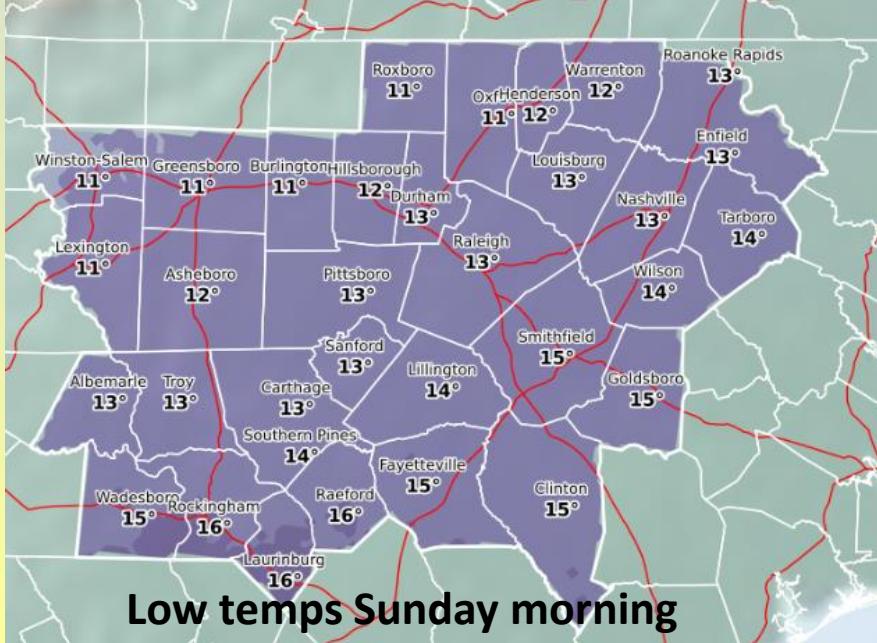 Roanoke Rapids
13°
Roxboro
11°
Warrenton
12°
Henderson
12°
11°
Enfield
13°
Winston-Salem
11°
Greensboro
11°
Burlington
11°
Hillsborough
12°
Louisburg
13°
Durham
13°
Nashville
13°
Tarboro
14°
Raleigh
13°
Lexington
11°
Asheboro
12°
Pittsboro
13°
Wilson
14°
Smithfield
15°
Sanford
13°
Lillington
14°
Goldsboro
15°
Albemarle
13°
Troy
13°
Carthage
13°
Southern Pines
14°
Fayetteville
15°
Clinton
15°
Wadesboro
15°
Rockingham
16°
Raeford
16°
Laurinburg
16°
Low temps Sunday morning